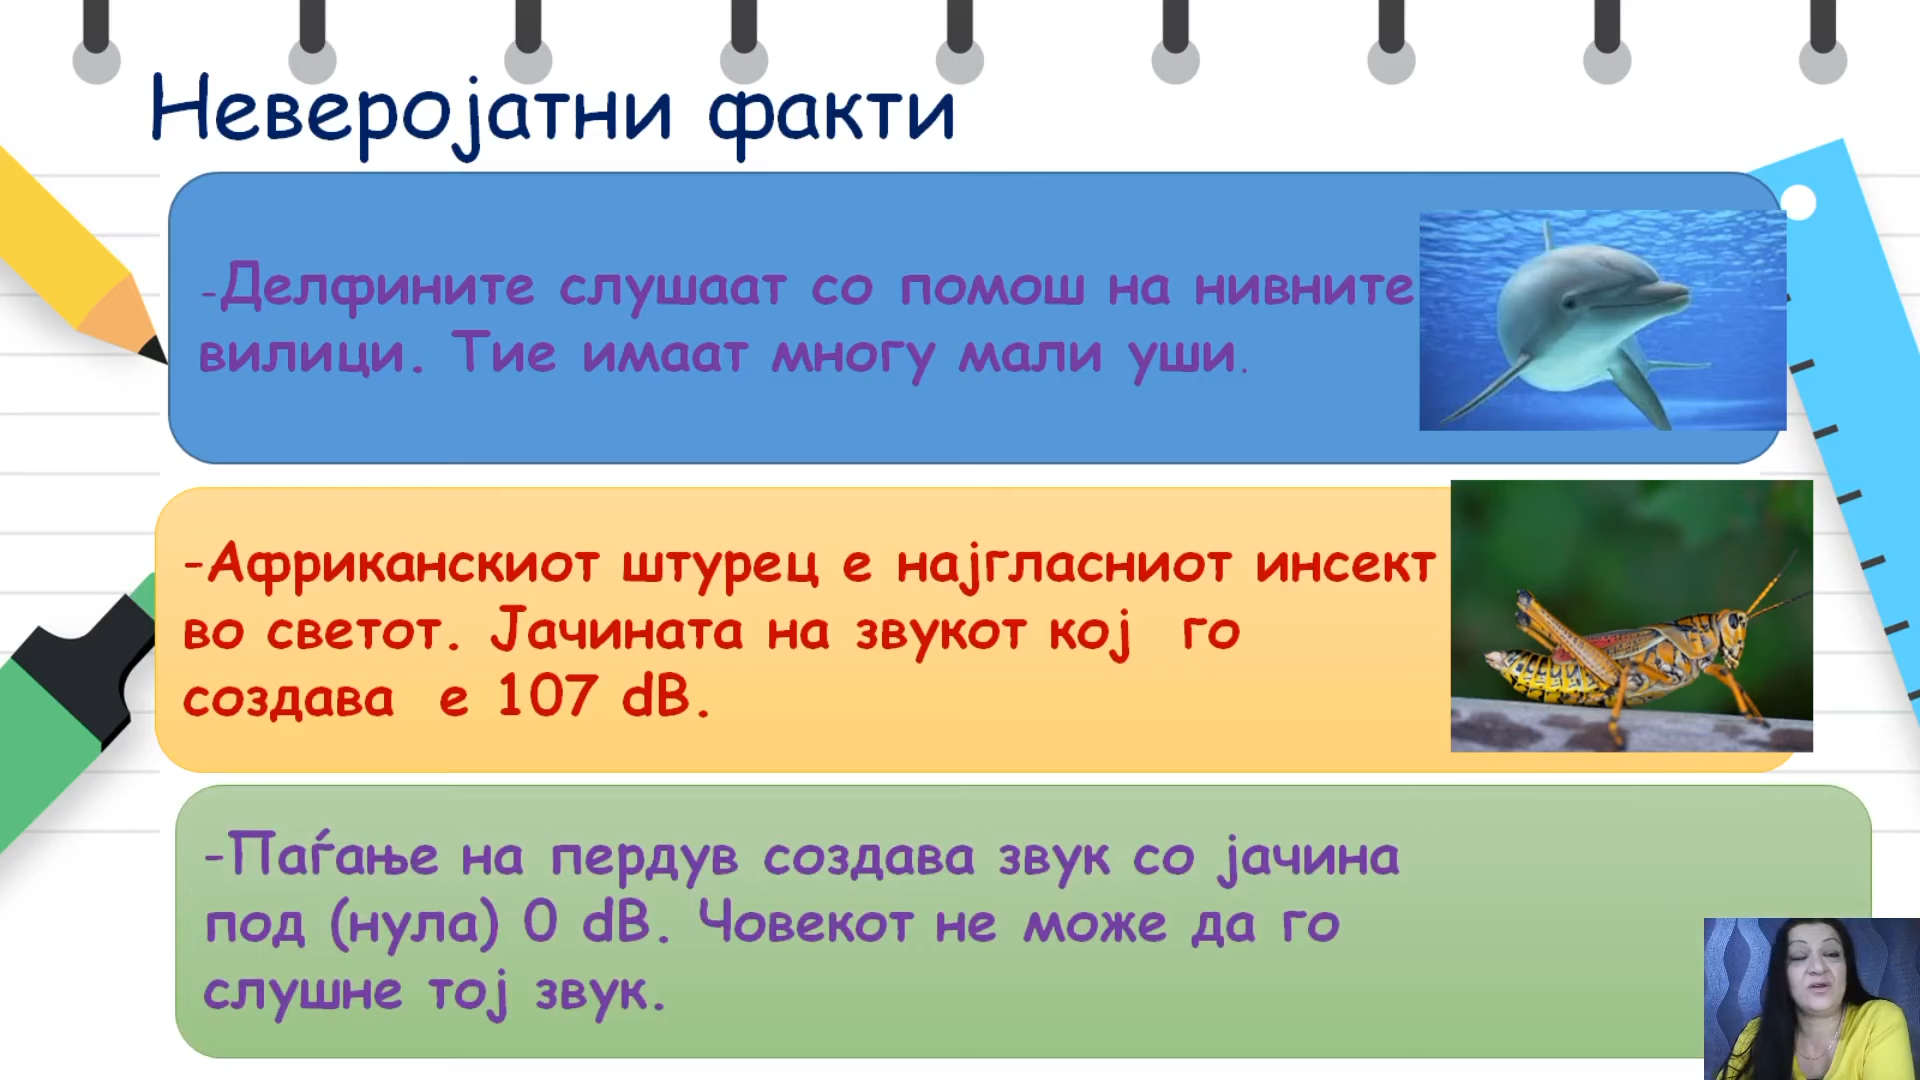 Неверојатни факти
-Делфините слушаат со помош на нивните
вилици. Тие имаат многу мали уши.
-Африканскиот штурец е најгласниот инсект
во светот. Јачината на звукот кој го
создава е 107 dB.
-Паѓање на пердув создава звук со јачина
под (нула) 0 dB. Човекот не може да го
слушне тој звук.